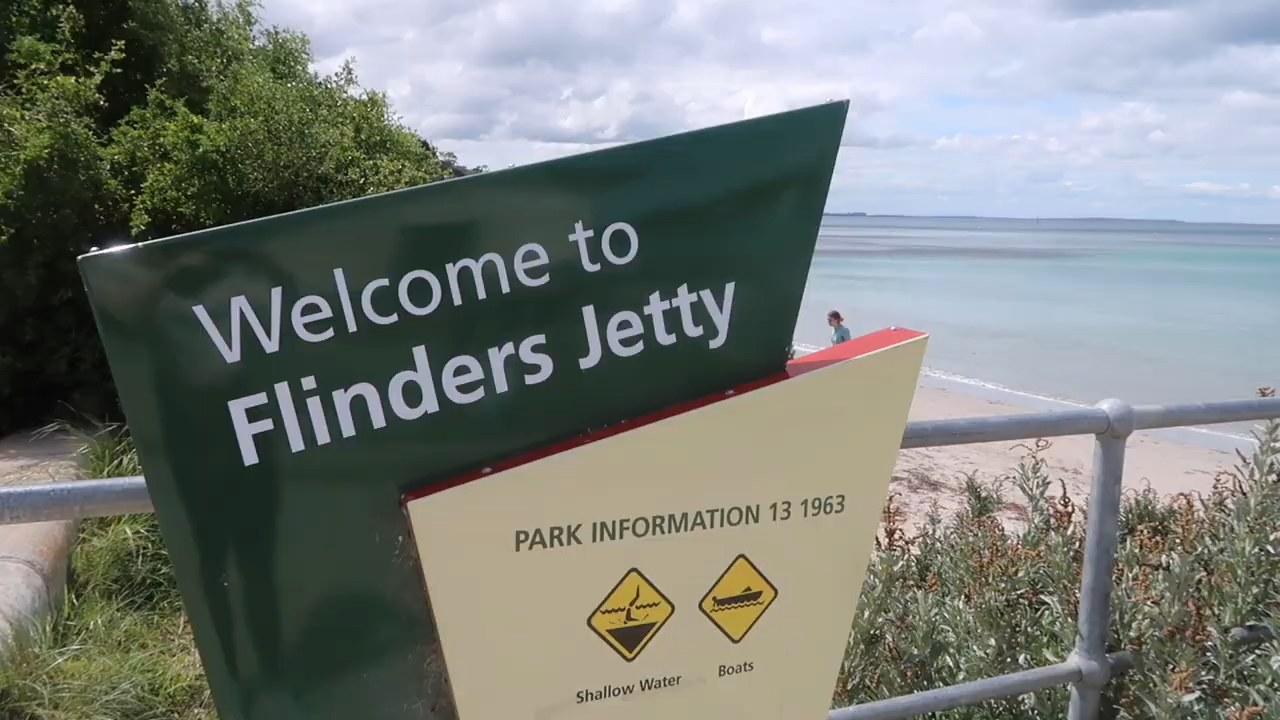 Welcome to
Flinders Jetty
PARK INFORMATION 13 1963
Shallow Water
Boats